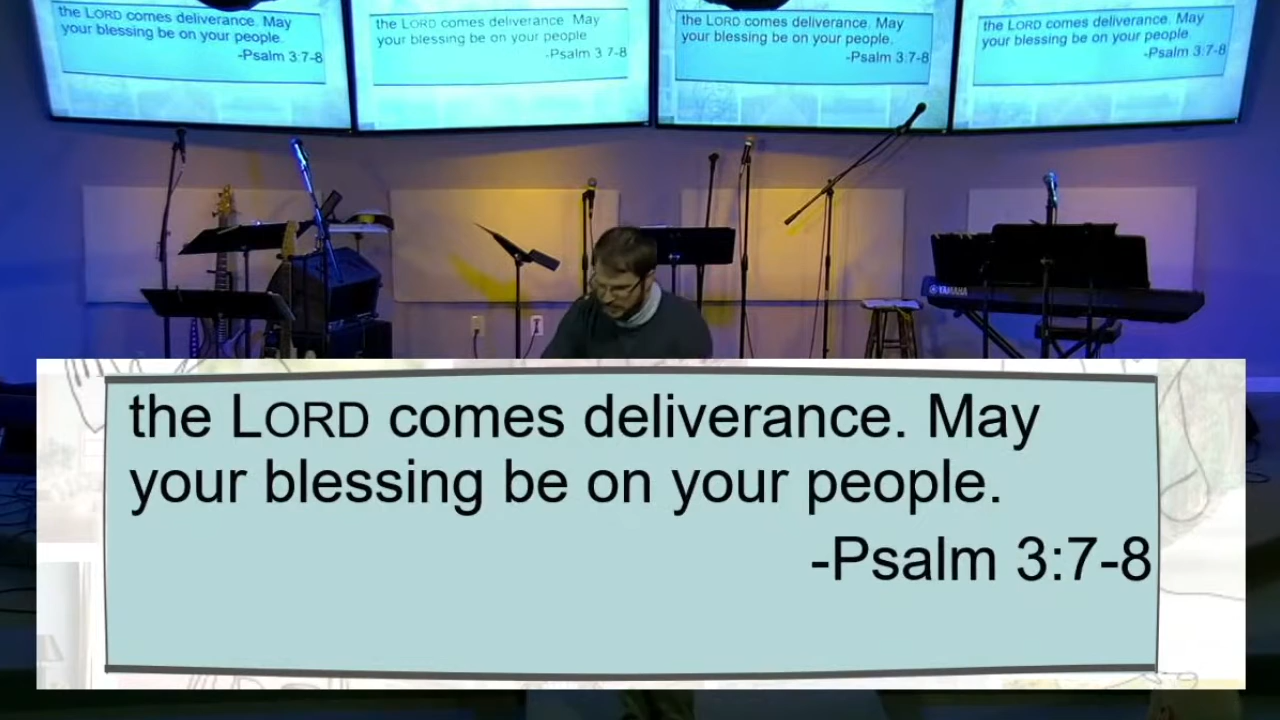 the LORD comes deliverance. May
your blessing be on your people.
-Psalm 3:7-8
the LORD comes deliverance May
your blessing be on your people
-Psalm 3 7-8
the LORD comes deliverance. May
your blessing be on your people.
-Psalm 3:7-8
the LORD comes deliverance. May
your blessing be on your people.
-Psalm 3:7-8
YAMAHA
the LORD comes deliverance. May
your blessing be on your people.
-Psalm 3:7-8